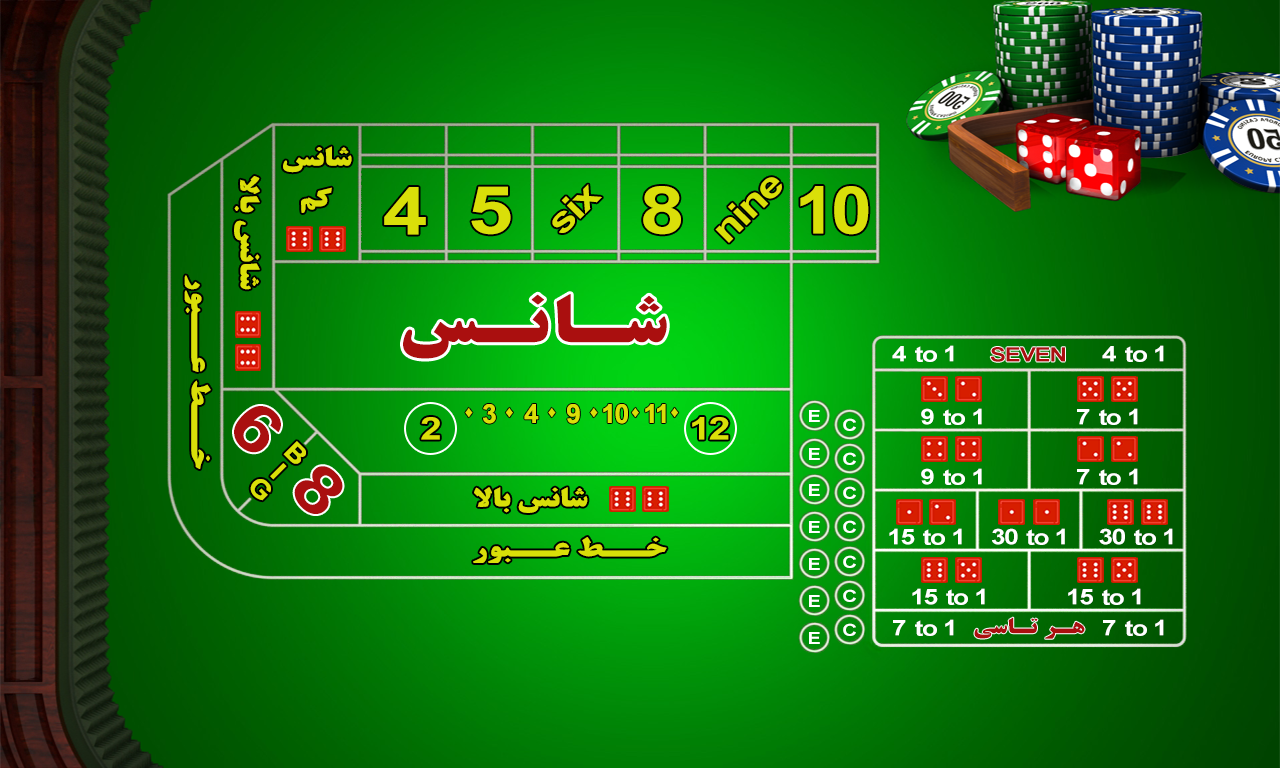 500
50
شانس
کم
4 5 six 8 nine 10
شانس بالا
خط عبور
شانس
2 3 4 9 10 11 12
6
BIG
8
شانس بالا
خط عبور
E C
E C
E C
E C
E C
E C
E C
4 to 1 SEVEN 4 to 1
9 to 1 7 to 1
9 to 1 7 to 1
15 to 1 30 to 1 30 to 1
15 to 1 15 to 1
7 to 1 هر تاسی 7 to 1